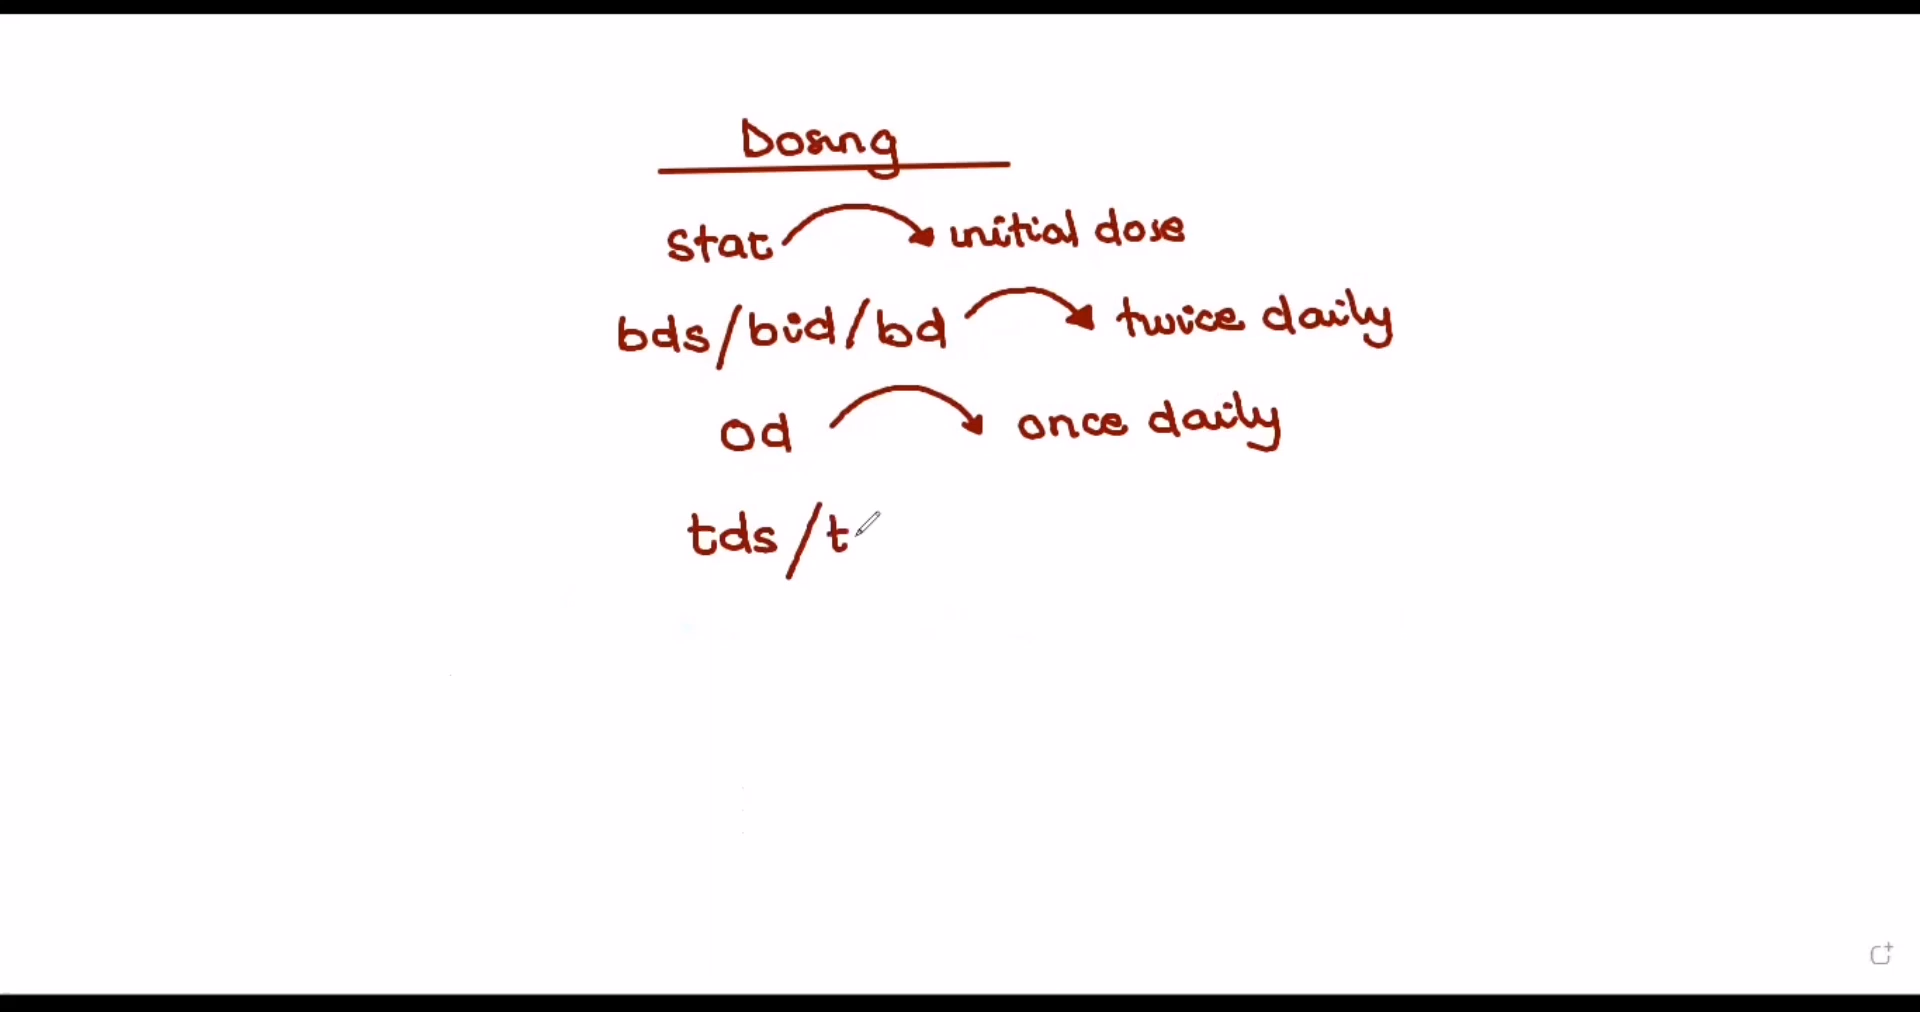 Dosing
Stat → initial dose
bds/bid/bd → twice daily
od → once daily
tds/t